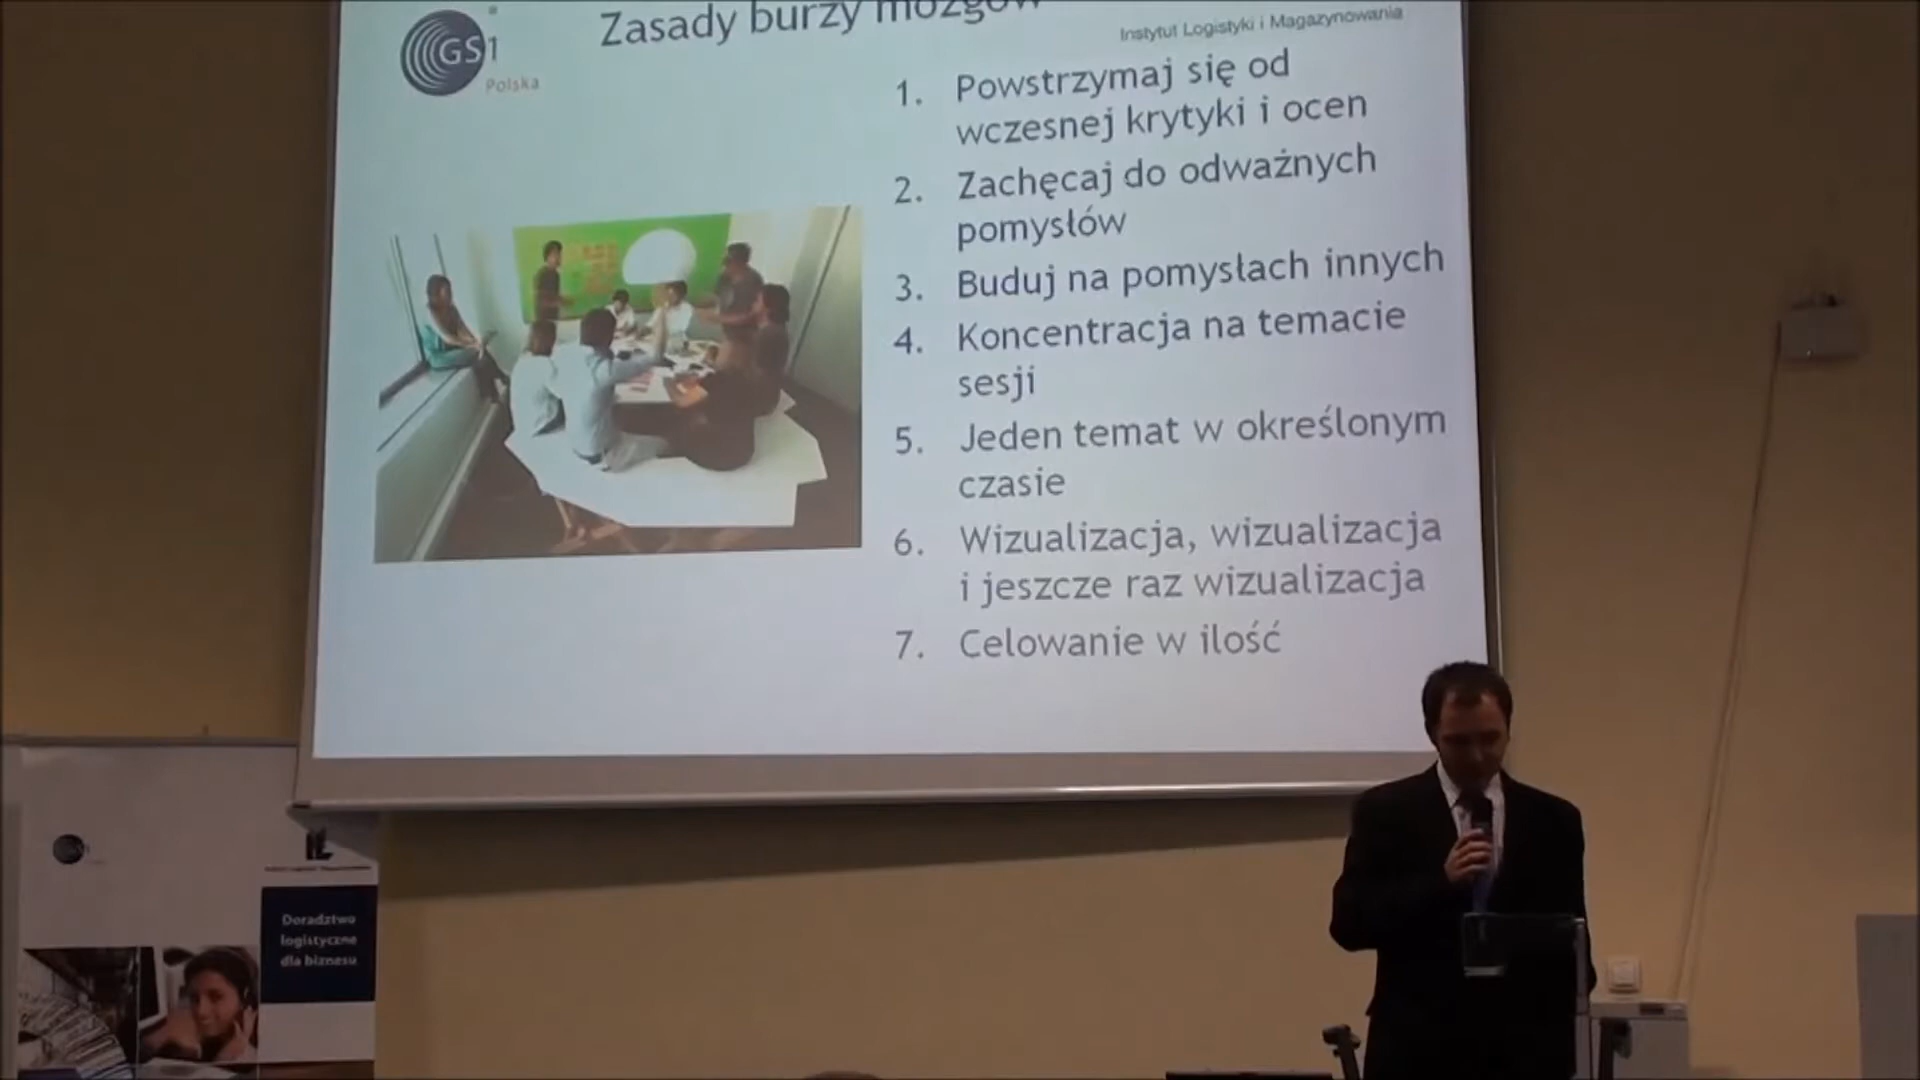 GS1
Polska
Zasady burzy mózgów
Instytut Logistyki i Magazynowania
1. Powstrzymaj się od
wczesnej krytyki i ocen
2. Zachęcaj do odważnych
pomysłów
3. Buduj na pomysłach innych
4. Koncentracja na temacie
sesji
5. Jeden temat w określonym
czasie
6. Wizualizacja, wizualizacja
i jeszcze raz wizualizacja
7. Celowanie w ilość
Doradztwo
logistyczne
dla biznesu